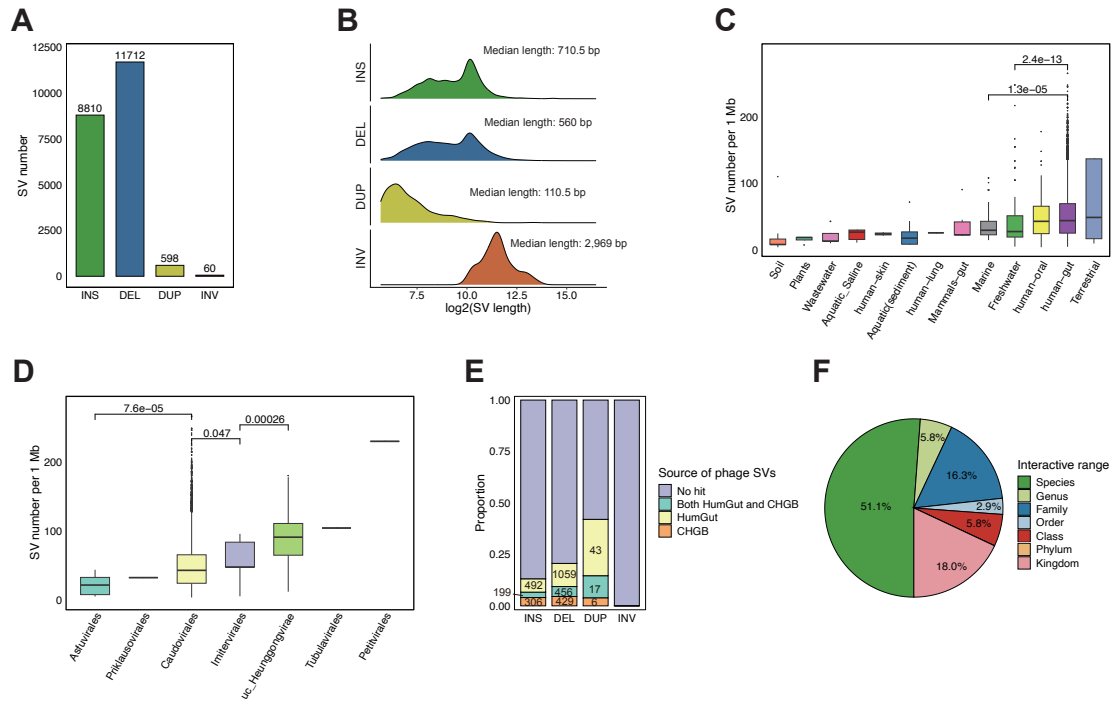 A
12500
10000
7500
5000
2500
0
SV number
8810
11712
598
60
INS
DEL
DUP
INV
B
INS
DEL
DUP
INV
Median length: 710.5 bp
Median length: 560 bp
Median length: 110.5 bp
Median length: 2,969 bp
7.5
10.0
12.5
15.0
log2(SV length)
C
SV number per 1 Mb
200
100
0
2.4e−13
1.3e−05
Soil
Plants
Wastewater
Aquatic_Saline
human−skin
Aquatic(sediment)
human−lung
Mammals−gut
Marine
Freshwater
human−oral
human−gut
Terrestrial
D
SV number per 1 Mb
200
100
0
7.6e−05
0.047
0.00026
Asfuvirales
Priklausovirales
Caudovirales
Imitervirales
uc_Heunggongvirae
Tubulavirales
Petitvirales
E
Proportion
1.00
0.75
0.50
0.25
0.00
492
199
306
1059
456
429
43
17
6
INS
DEL
DUP
INV
Source of phage SVs
No hit
Both HumGut and CHGB
HumGut
CHGB
F
51.1%
5.8%
16.3%
2.9%
5.8%
18.0%
Interactive range
Species
Genus
Family
Order
Class
Phylum
Kingdom